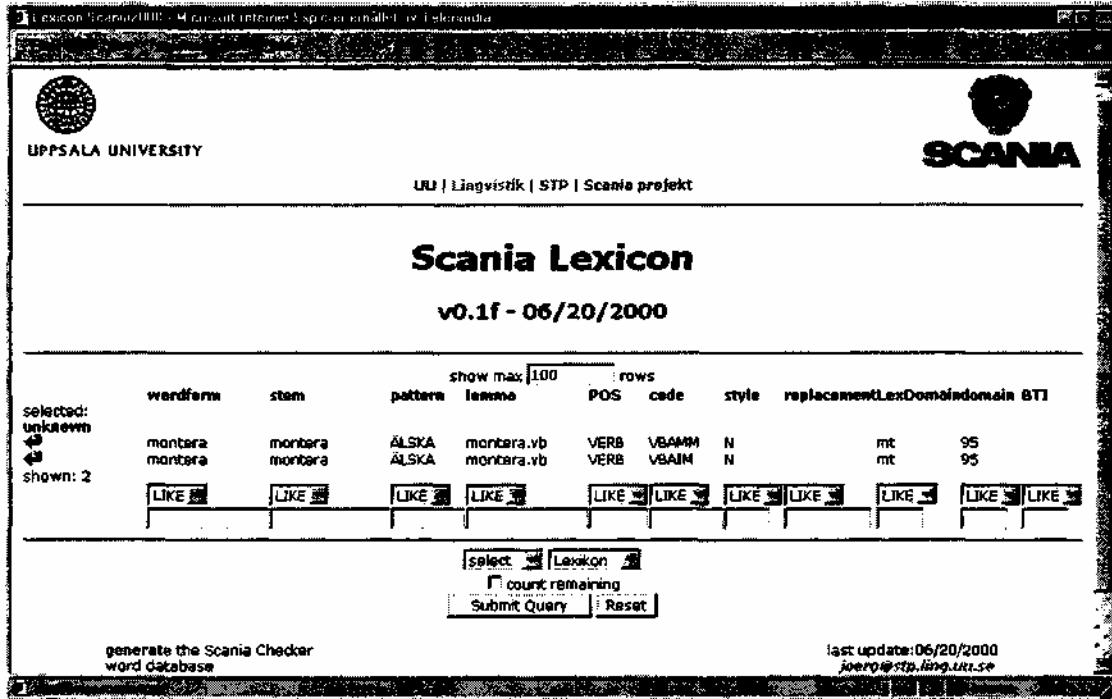 UPPSALA UNIVERSITY
SCANIA
UU | Lingvistik | STP | Scania projekt
Scania Lexicon
v0.1f - 06/20/2000
show max 100 rows
wordform stem pattern lemma POS code style replacement LexDomain domain BTI
selected:
unknown
montera montera ÄLSKA montera.vb VERB VBAMM N mt 95
montera montera ÄLSKA montera.vb VERB VBAIM N mt 95
shown: 2
LIKE LIKE LIKE LIKE LIKE LIKE LIKE LIKE LIKE LIKE LIKE
select Lexikon
count remaining
Submit Query Reset
generate the Scania Checker
word database
last update:06/20/2000
joerg@stp.ling.uu.se